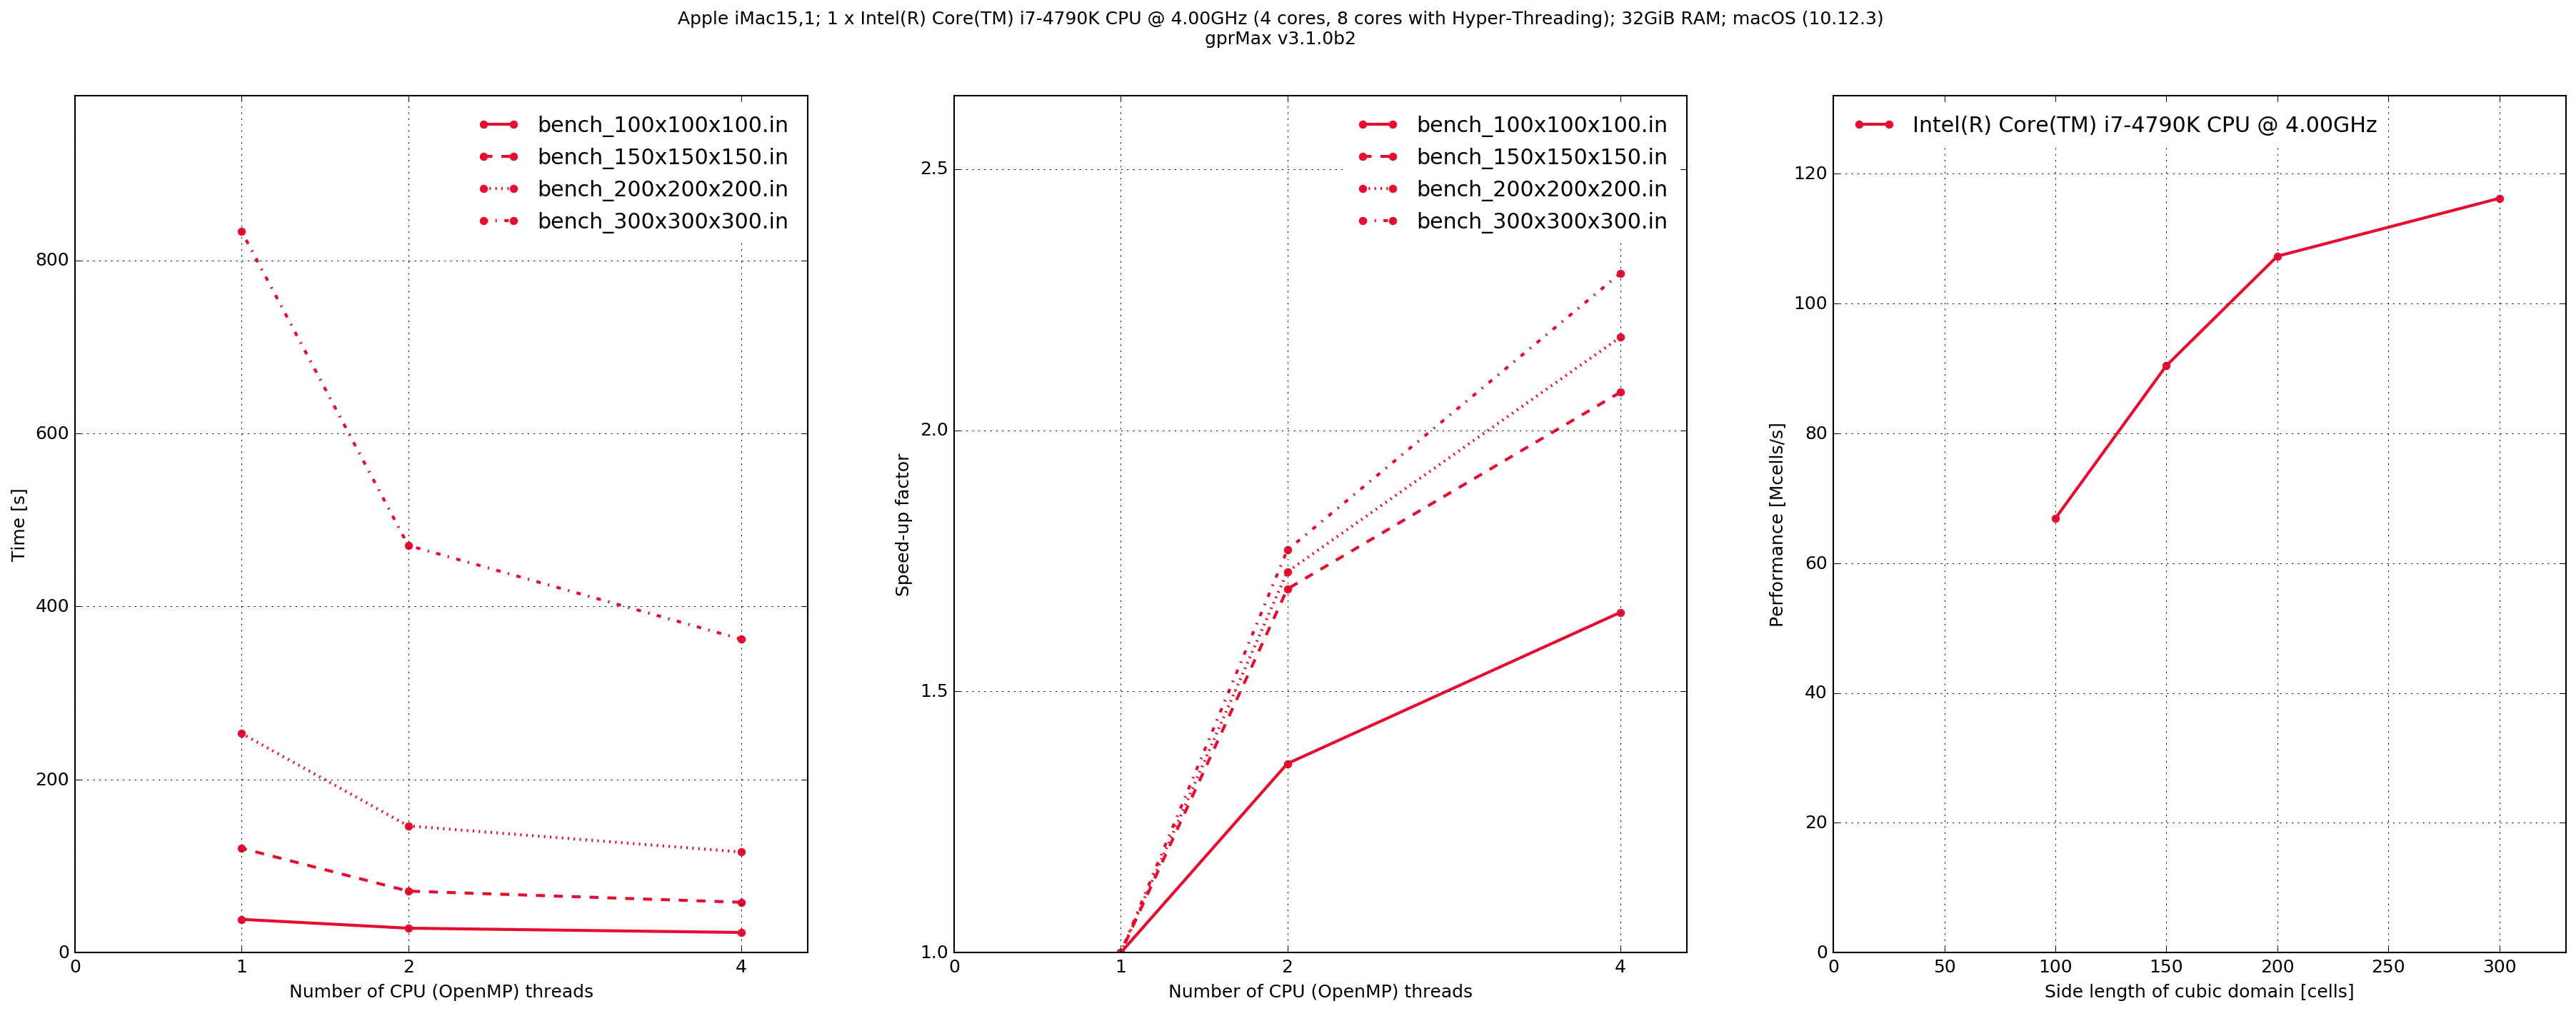 Apple iMac15,1; 1 x Intel(R) Core(TM) i7-4790K CPU @ 4.00GHz (4 cores, 8 cores with Hyper-Threading); 32GiB RAM; macOS (10.12.3)
gprMax v3.1.0b2
bench_100x100x100.in
bench_150x150x150.in
bench_200x200x200.in
bench_300x300x300.in
800
600
400
200
0
Time [s]
0 1 2 4
Number of CPU (OpenMP) threads
bench_100x100x100.in
bench_150x150x150.in
bench_200x200x200.in
bench_300x300x300.in
2.5
2.0
1.5
1.0
Speed-up factor
0 1 2 4
Number of CPU (OpenMP) threads
Intel(R) Core(TM) i7-4790K CPU @ 4.00GHz
120
100
80
60
40
20
0
Performance [Mcells/s]
0 50 100 150 200 250 300
Side length of cubic domain [cells]